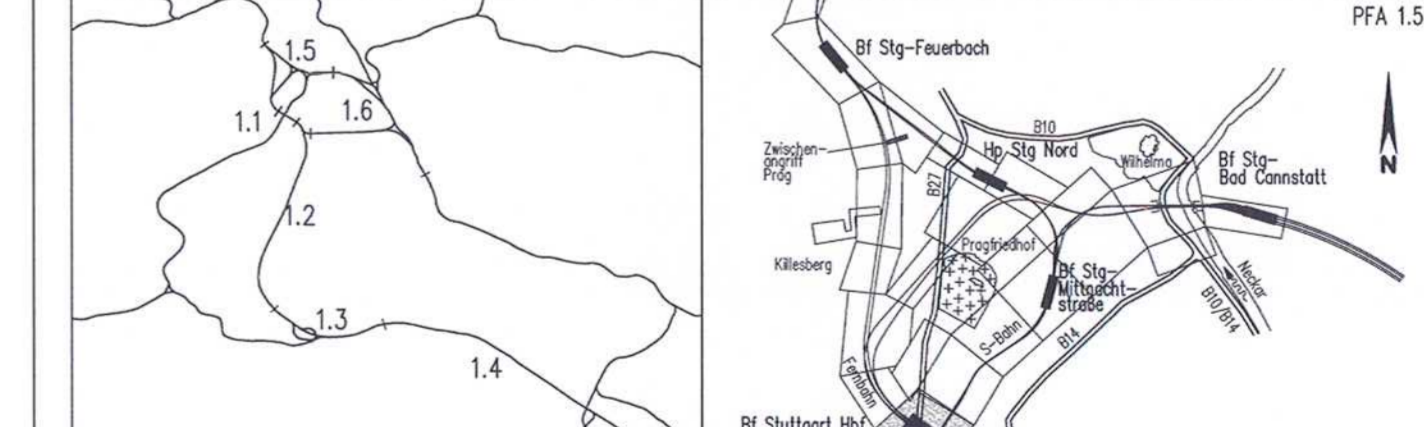 1.5
1.1
1.6
1.2
1.3
1.4
PFA 1.5
Bf Stg-Feuerbach
N
B10
Zwischen-
angriff
Prag
Hp Stg Nord
Wilhelma
Bf Stg-
Bad Cannstatt
B27
Pragfriedhof
Killesberg
Bf Stg-
Mittnacht-
straße
Neckar
B10/B14
S-Bahn
B14
Fernbahn
Bf Stuttgart Hbf